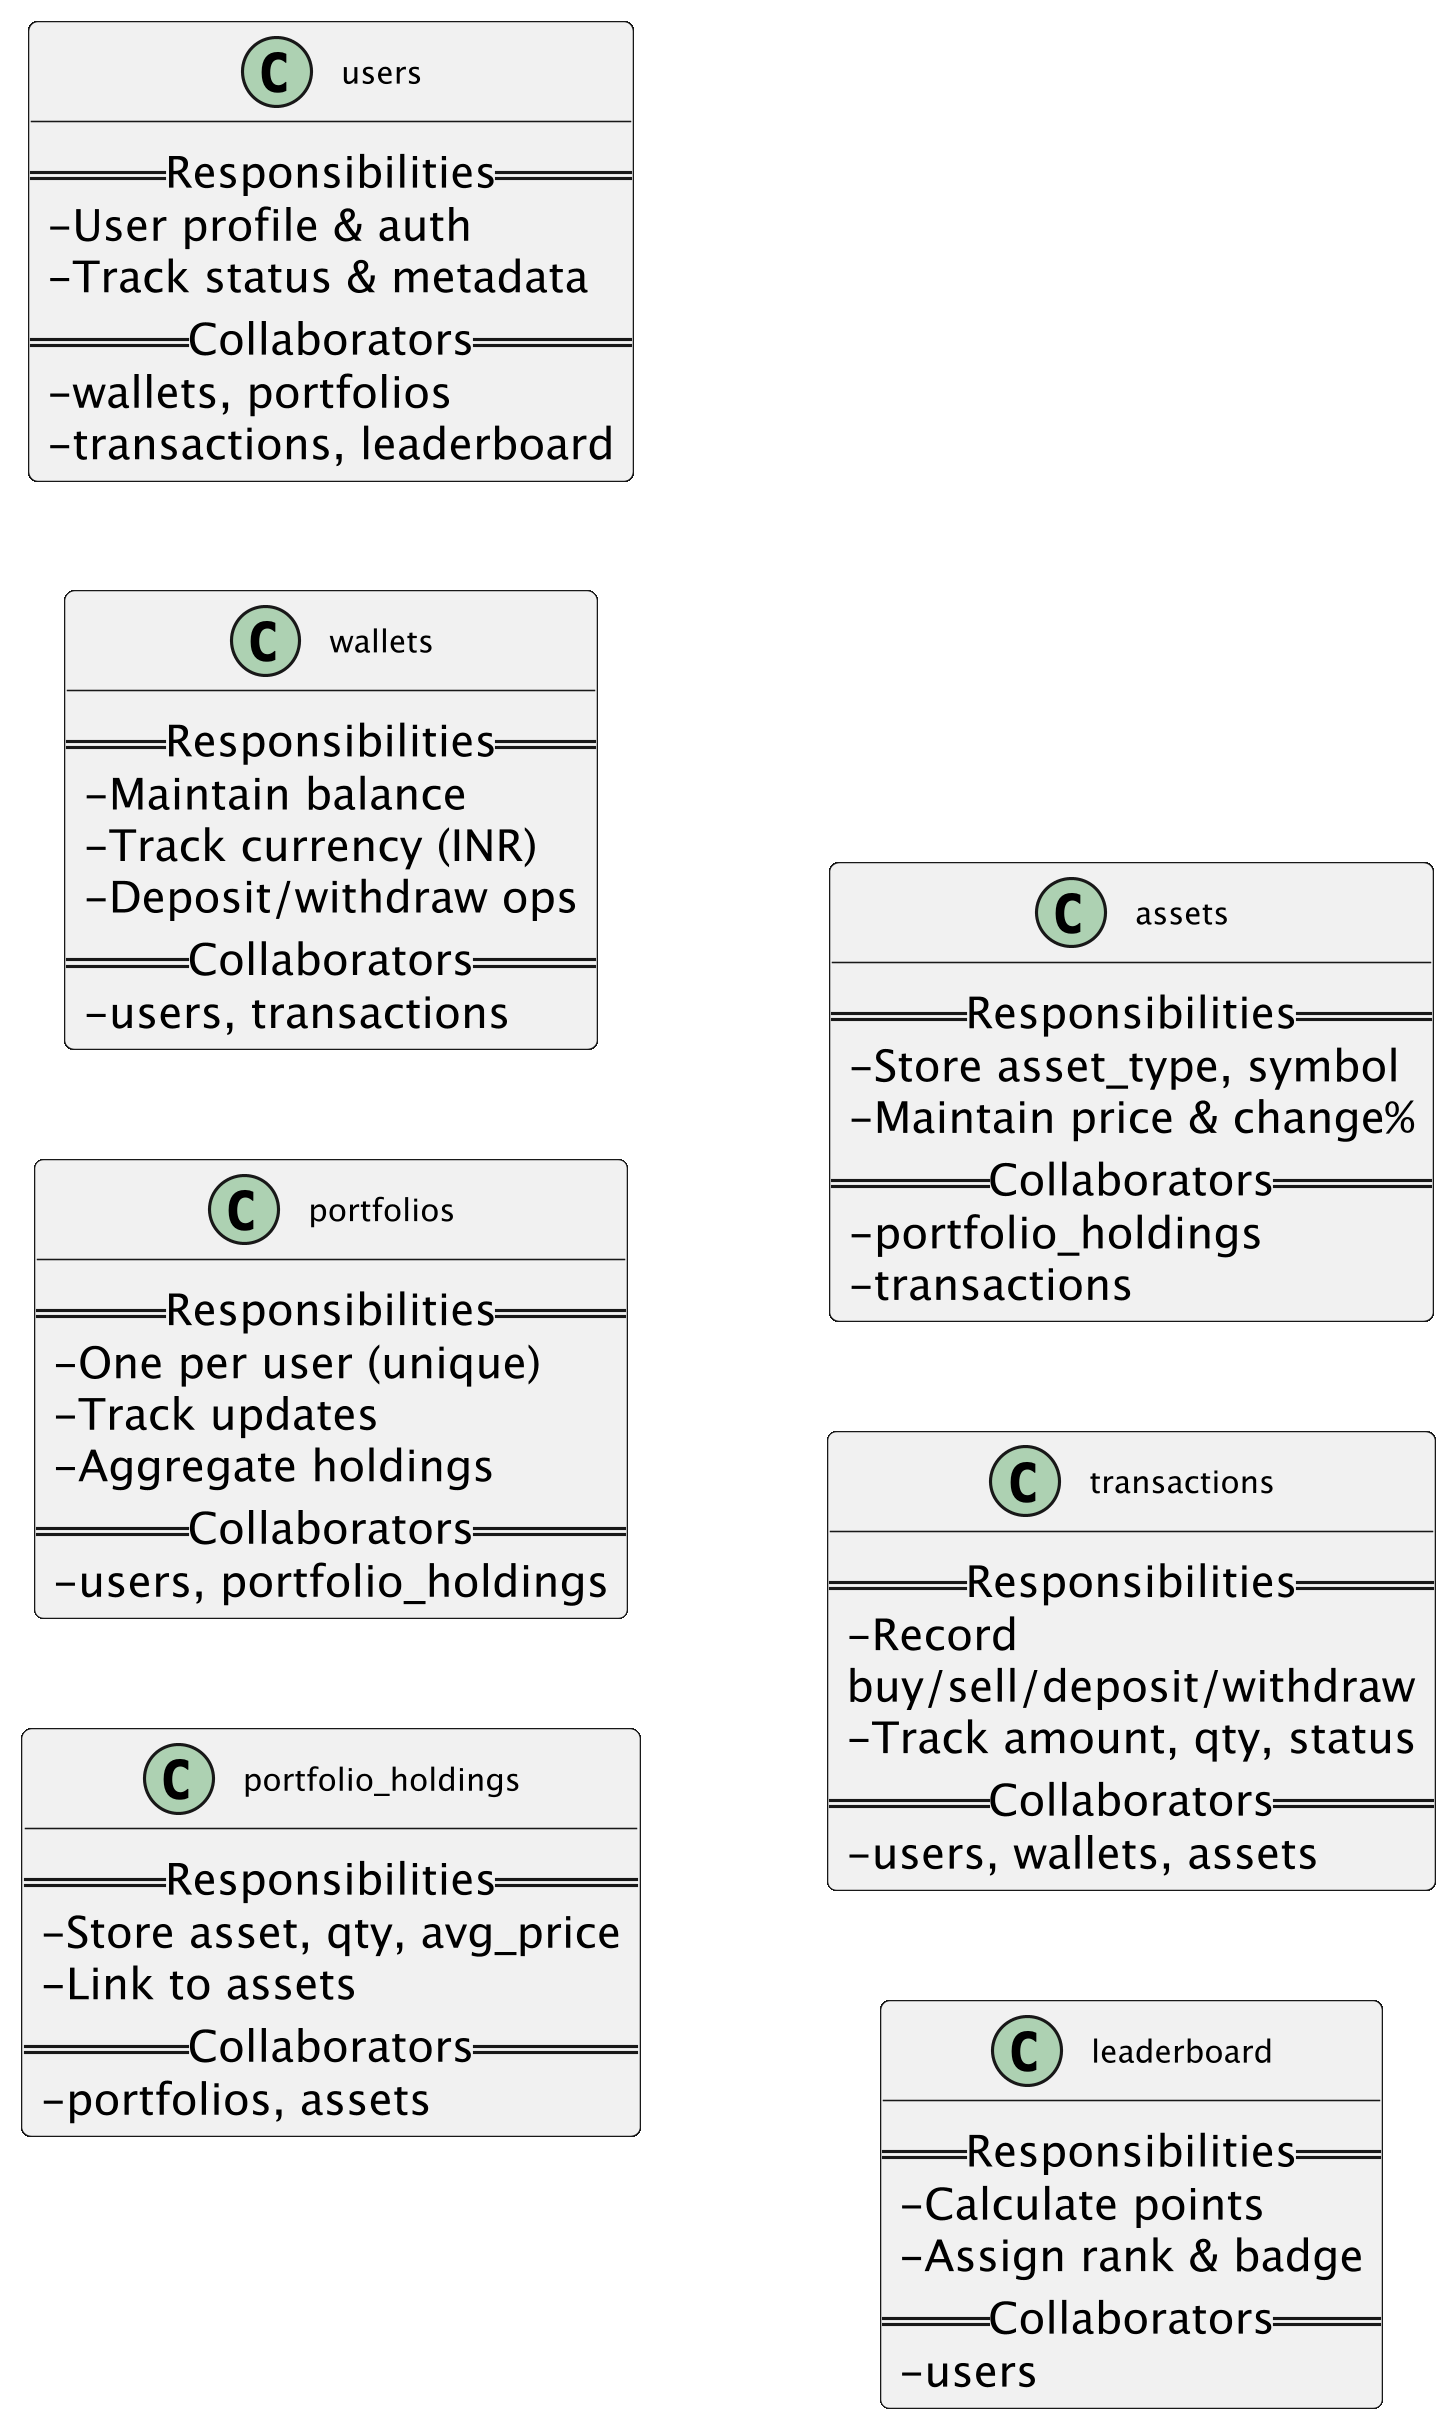 C users
Responsibilities
-User profile & auth
-Track status & metadata
Collaborators
-wallets, portfolios
-transactions, leaderboard
C wallets
Responsibilities
-Maintain balance
-Track currency (INR)
-Deposit/withdraw ops
Collaborators
-users, transactions
C portfolios
Responsibilities
-One per user (unique)
-Track updates
-Aggregate holdings
Collaborators
-users, portfolio_holdings
C portfolio_holdings
Responsibilities
-Store asset, qty, avg_price
-Link to assets
Collaborators
-portfolios, assets
C assets
Responsibilities
-Store asset_type, symbol
-Maintain price & change%
Collaborators
-portfolio_holdings
-transactions
C transactions
Responsibilities
-Record
buy/sell/deposit/withdraw
-Track amount, qty, status
Collaborators
-users, wallets, assets
C leaderboard
Responsibilities
-Calculate points
-Assign rank & badge
Collaborators
-users